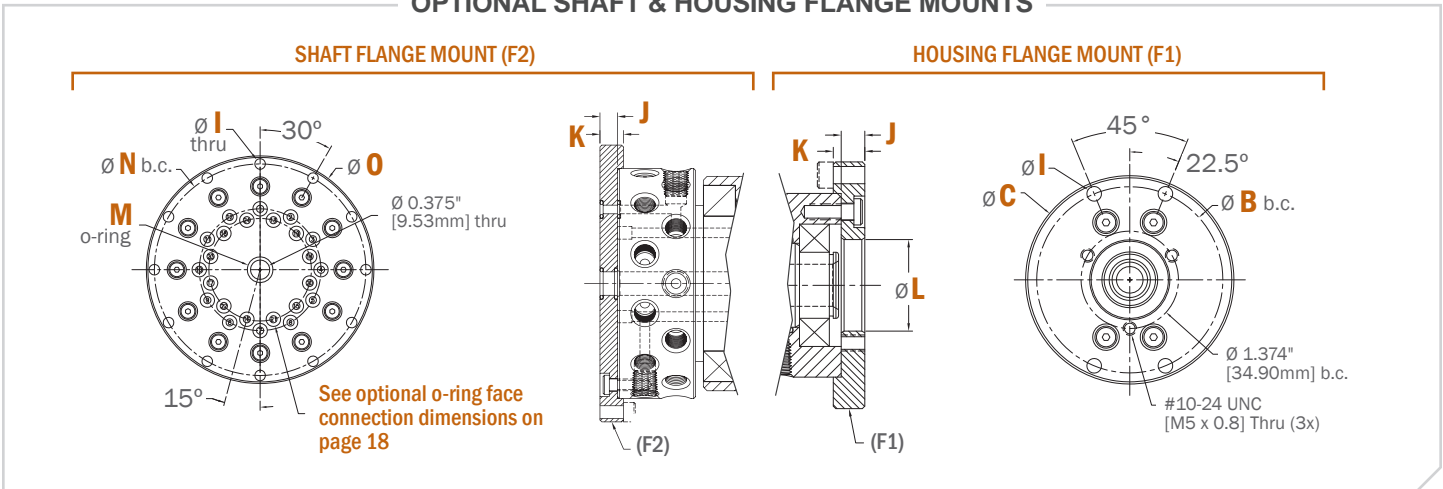 OPTIONAL SHAFT & HOUSING FLANGE MOUNTS
SHAFT FLANGE MOUNT (F2)
Ø I
thru
30º
Ø N b.c.
Ø O
M
o-ring
Ø 0.375"
[9.53mm] thru
15º
See optional o-ring face
connection dimensions on
page 18
J
K
(F2)
HOUSING FLANGE MOUNT (F1)
J
K
Ø L
(F1)
45°
22.5º
Ø I
Ø C
Ø B b.c.
Ø 1.374"
[34.90mm] b.c.
#10-24 UNC
[M5 x 0.8] Thru (3x)